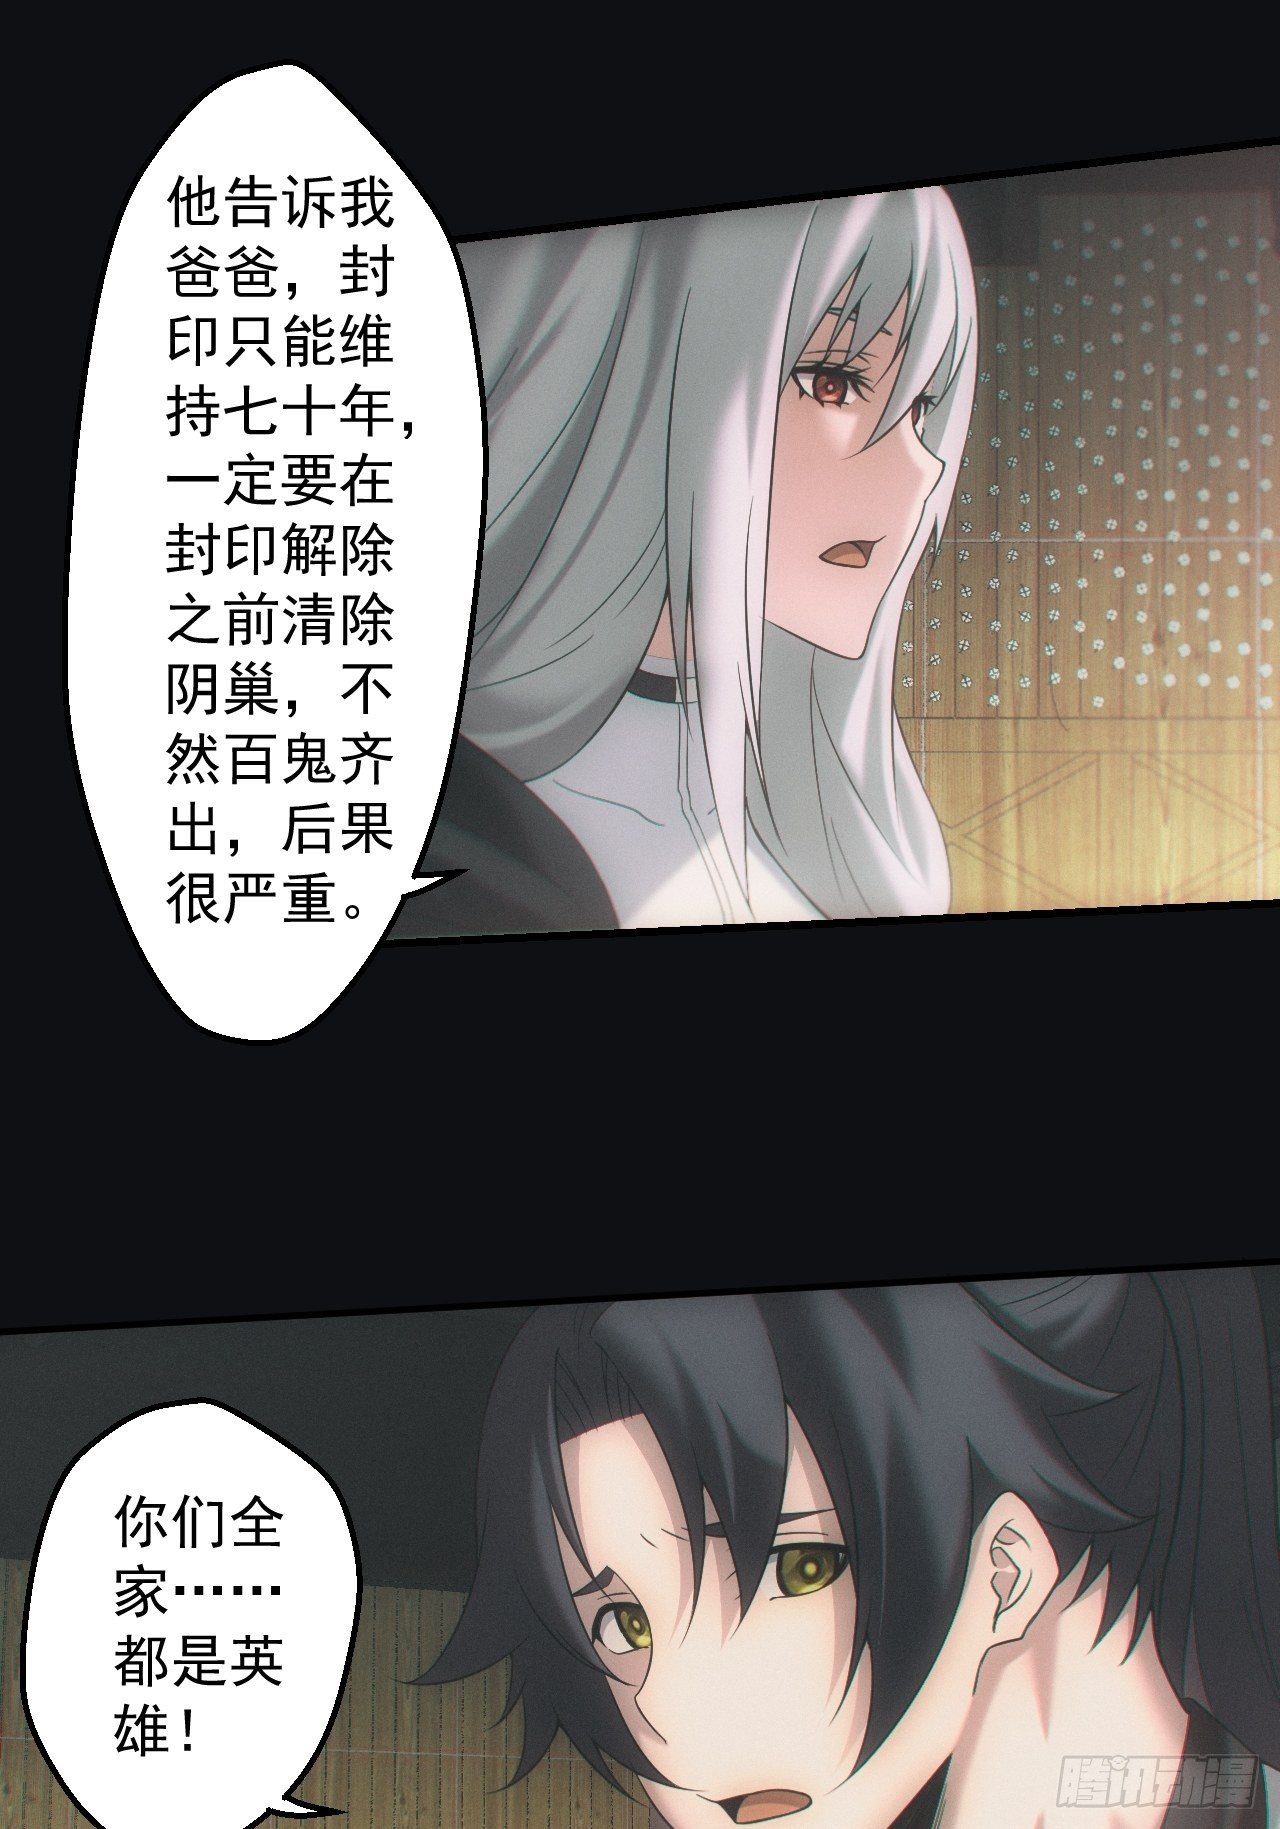 他告诉我
爸爸，封
印只能维
持七十年，
一定要在
封印解除
之前清除
阴巢，不
然百鬼齐
出，后果
很严重。
你们全
家……
都是英
雄！
腾讯动漫